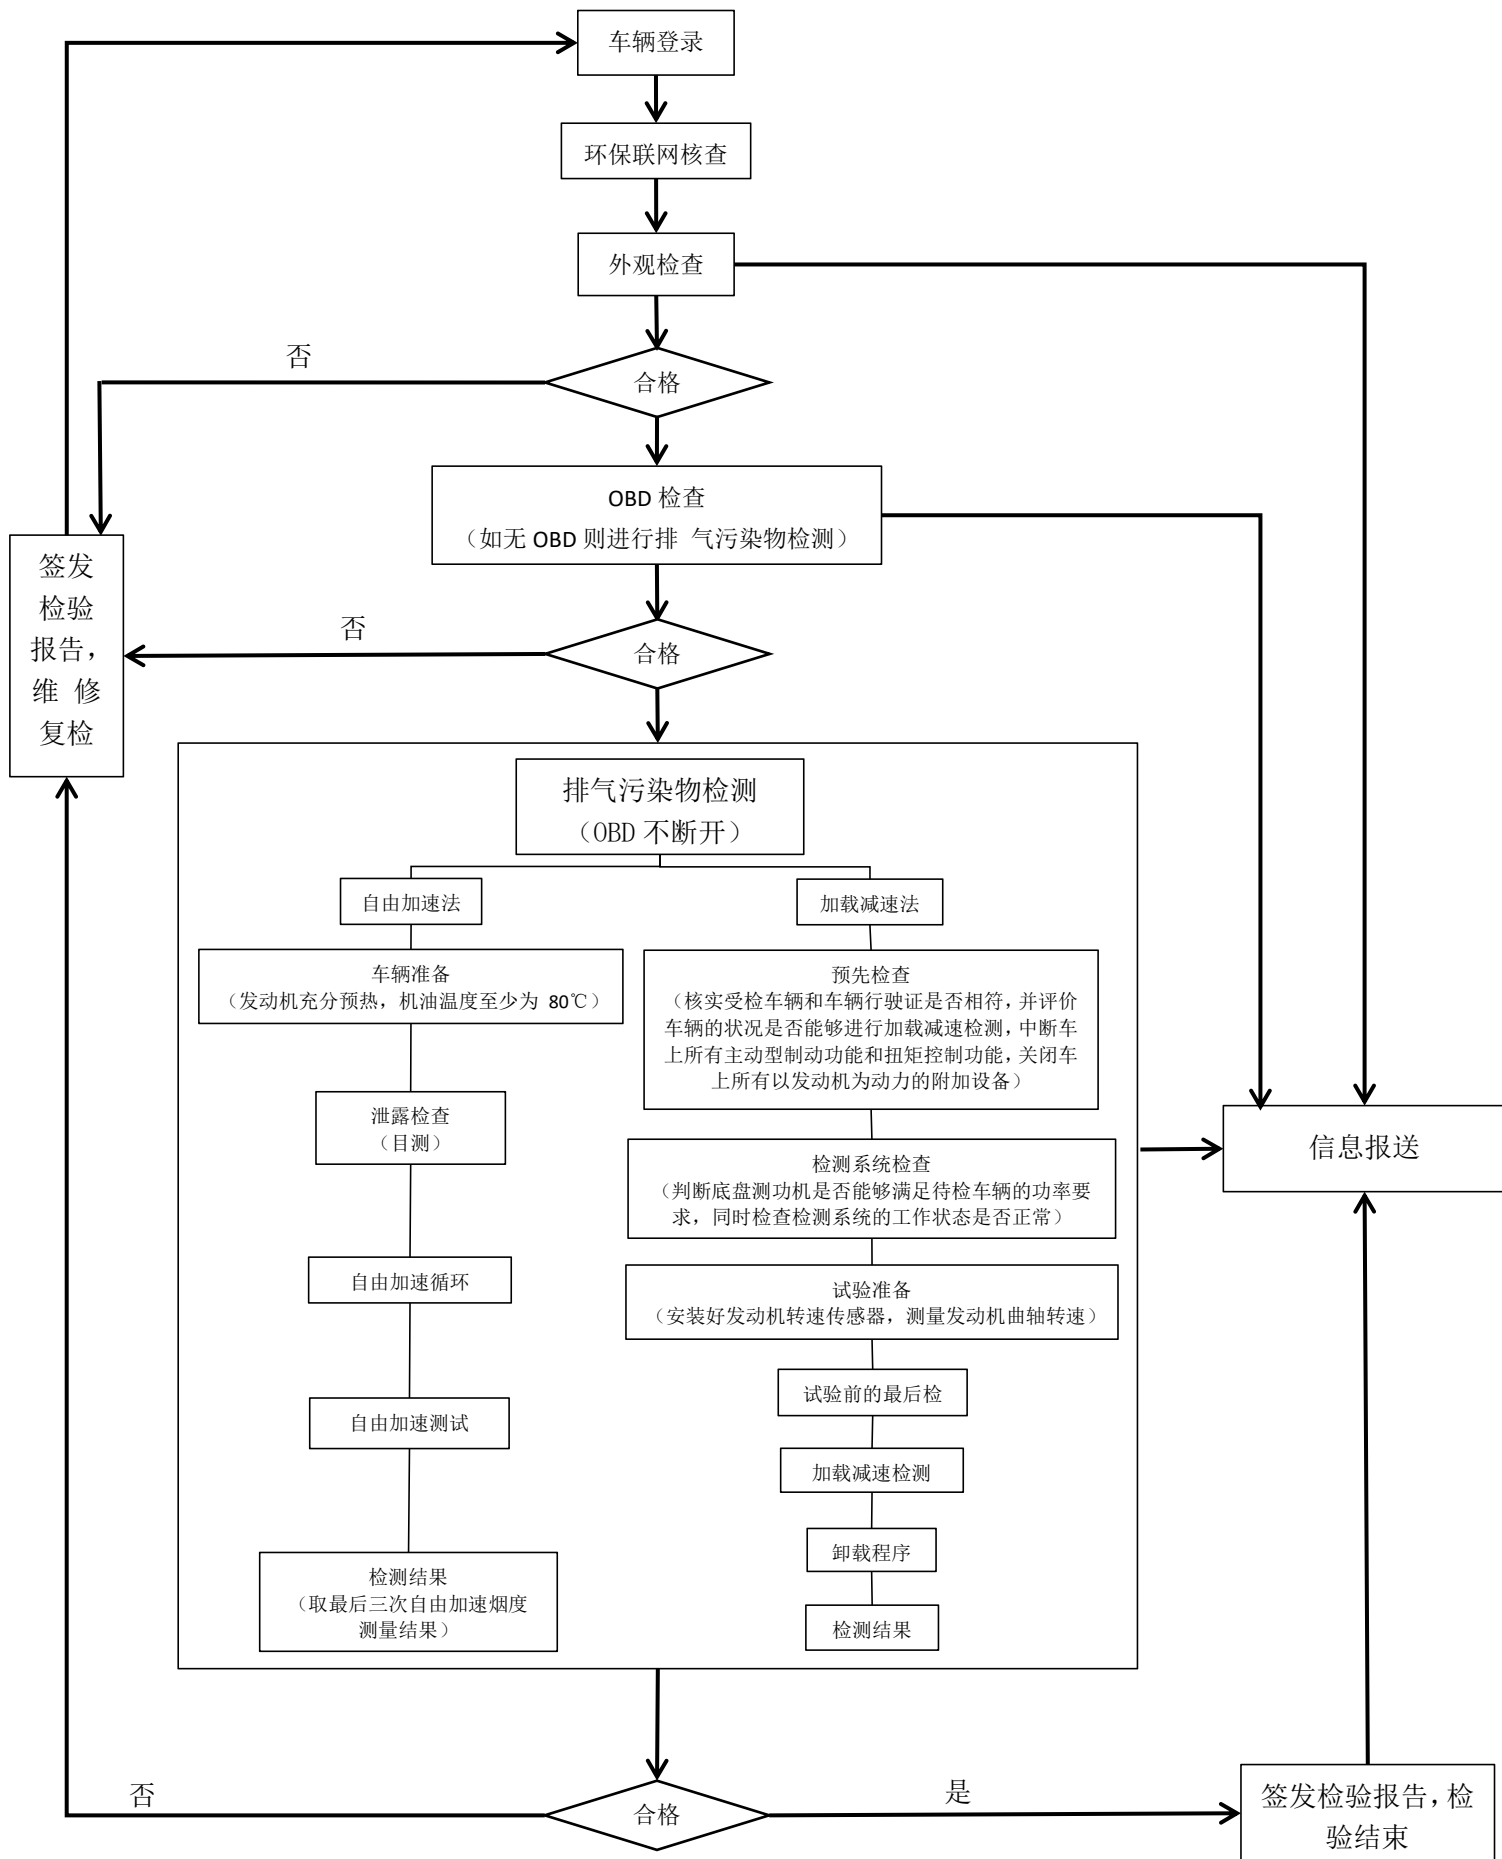 车辆登录
环保联网核查
外观检查
否
合格
OBD 检查
（如无 OBD 则进行排 气污染物检测）
签发
检验
报告，
维 修
复检
否
合格
排气污染物检测
（OBD 不断开）
自由加速法
加载减速法
车辆准备
（发动机充分预热，机油温度至少为 80℃）
预先检查
（核实受检车辆和车辆行驶证是否相符，并评价
车辆的状况是否能够进行加载减速检测，中断车
上所有主动型制动功能和扭矩控制功能，关闭车
上所有以发动机为动力的附加设备）
泄露检查
（目测）
信息报送
检测系统检查
（判断底盘测功机是否能够满足待检车辆的功率要
求，同时检查检测系统的工作状态是否正常）
自由加速循环
试验准备
（安装好发动机转速传感器，测量发动机曲轴转速）
试验前的最后检
自由加速测试
加载减速检测
卸载程序
检测结果
（取最后三次自由加速烟度
测量结果）
检测结果
否
合格
是
签发检验报告，检
验结束